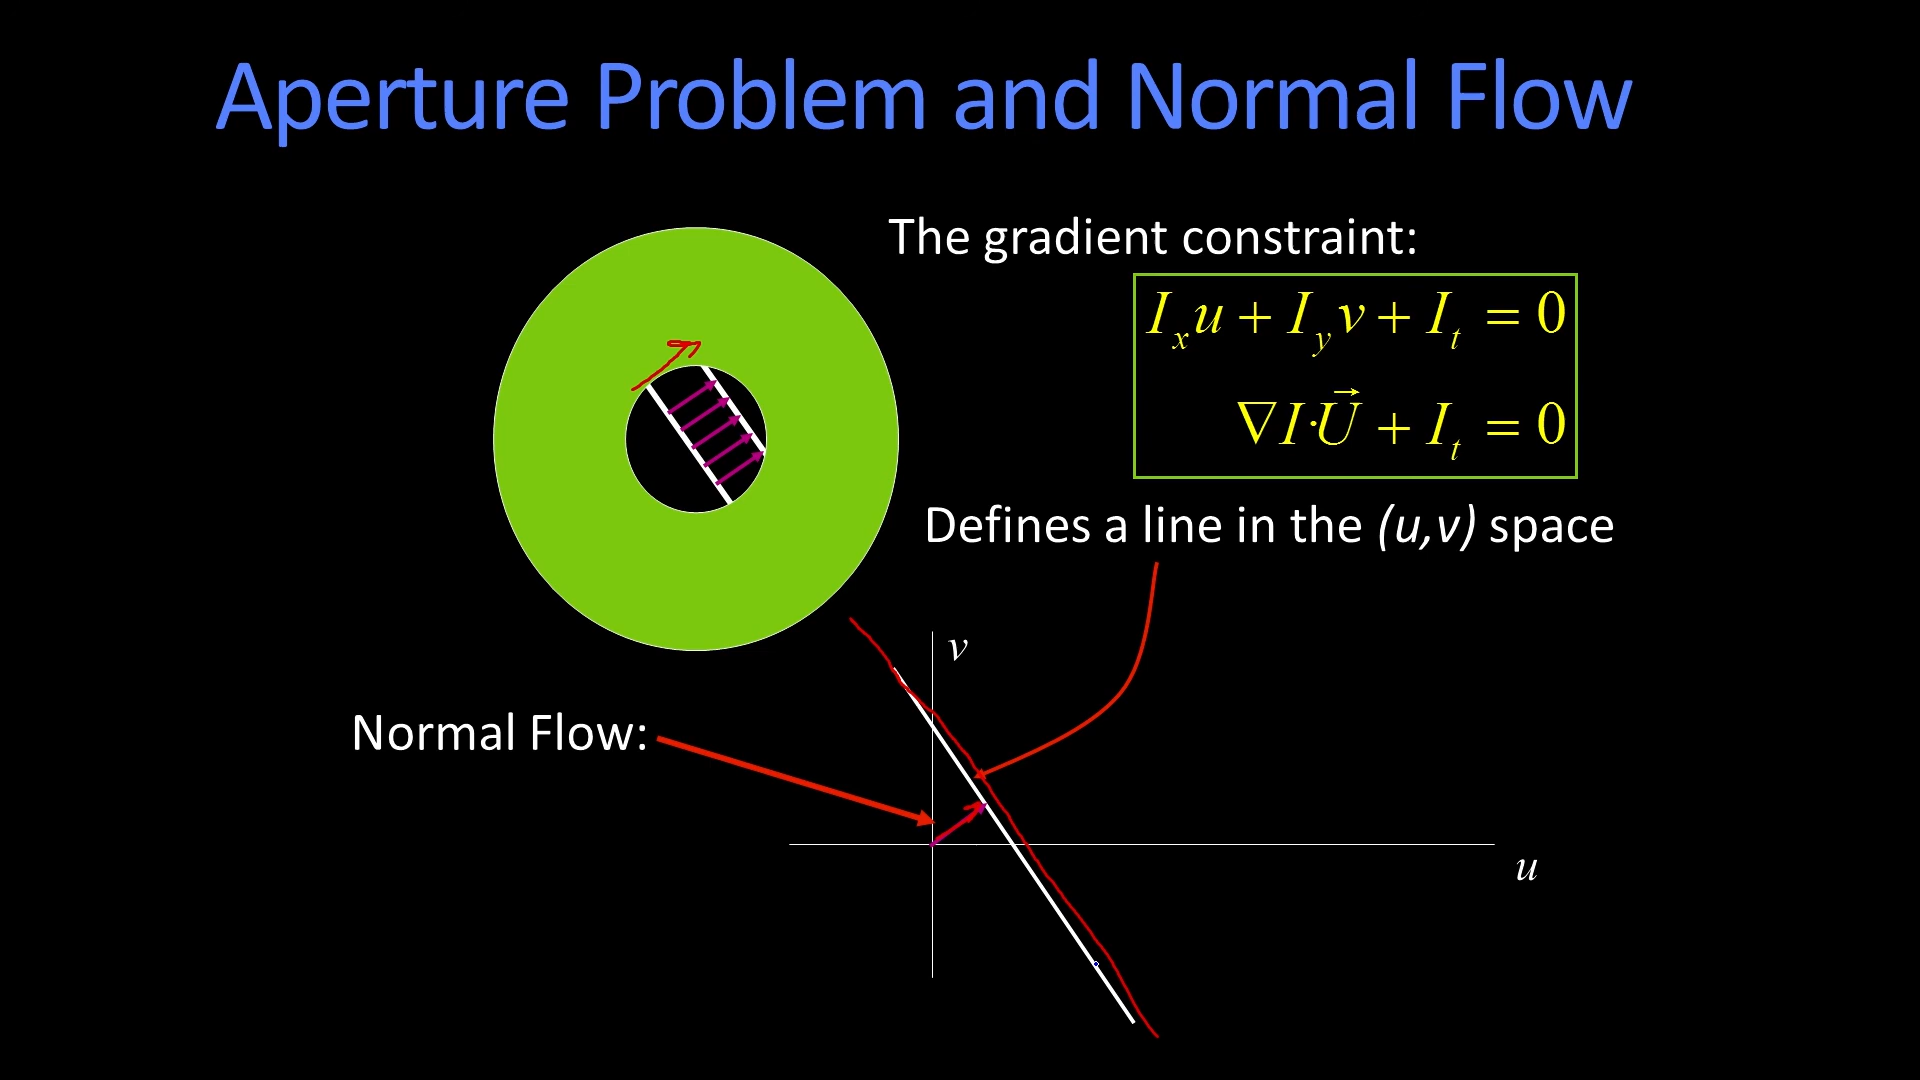 Aperture Problem and Normal Flow
The gradient constraint:
I_x u + I_y v + I_t = 0
∇I·U⃗ + I_t = 0
Defines a line in the (u,v) space
v
Normal Flow:
u